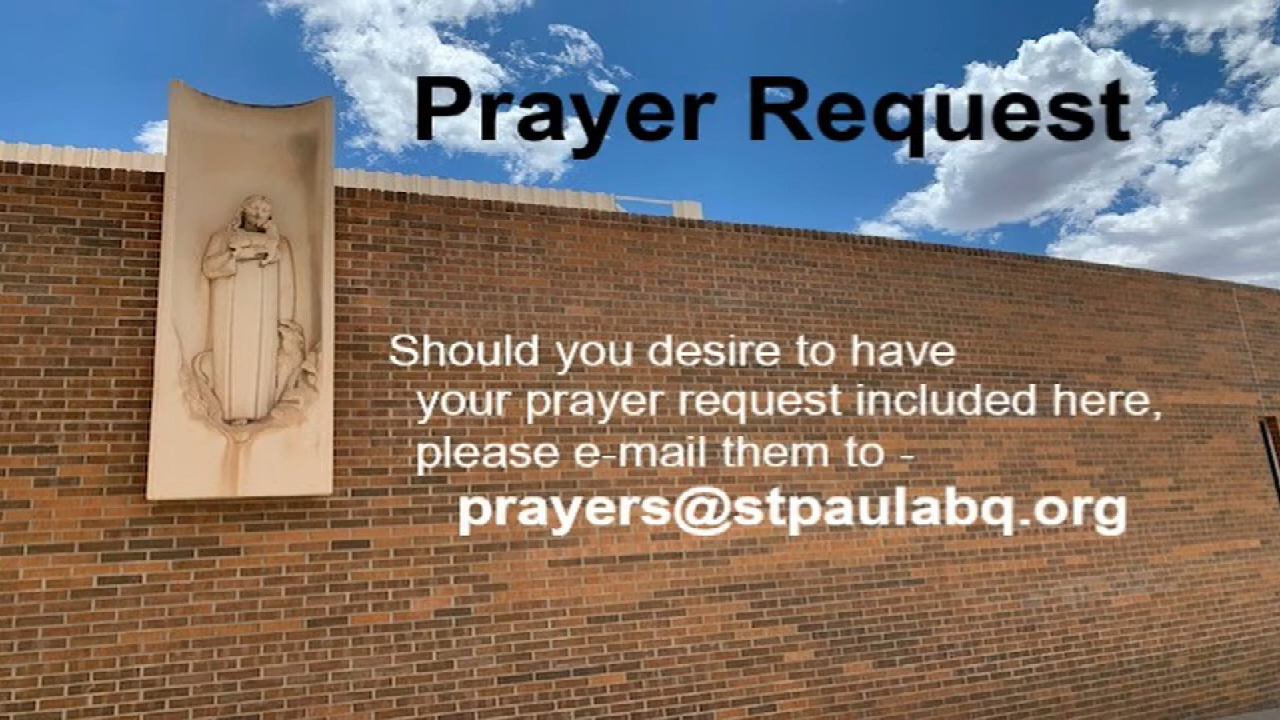 Prayer Request
Should you desire to have
your prayer request included here,
please e-mail them to -
prayers@stpaulabq.org